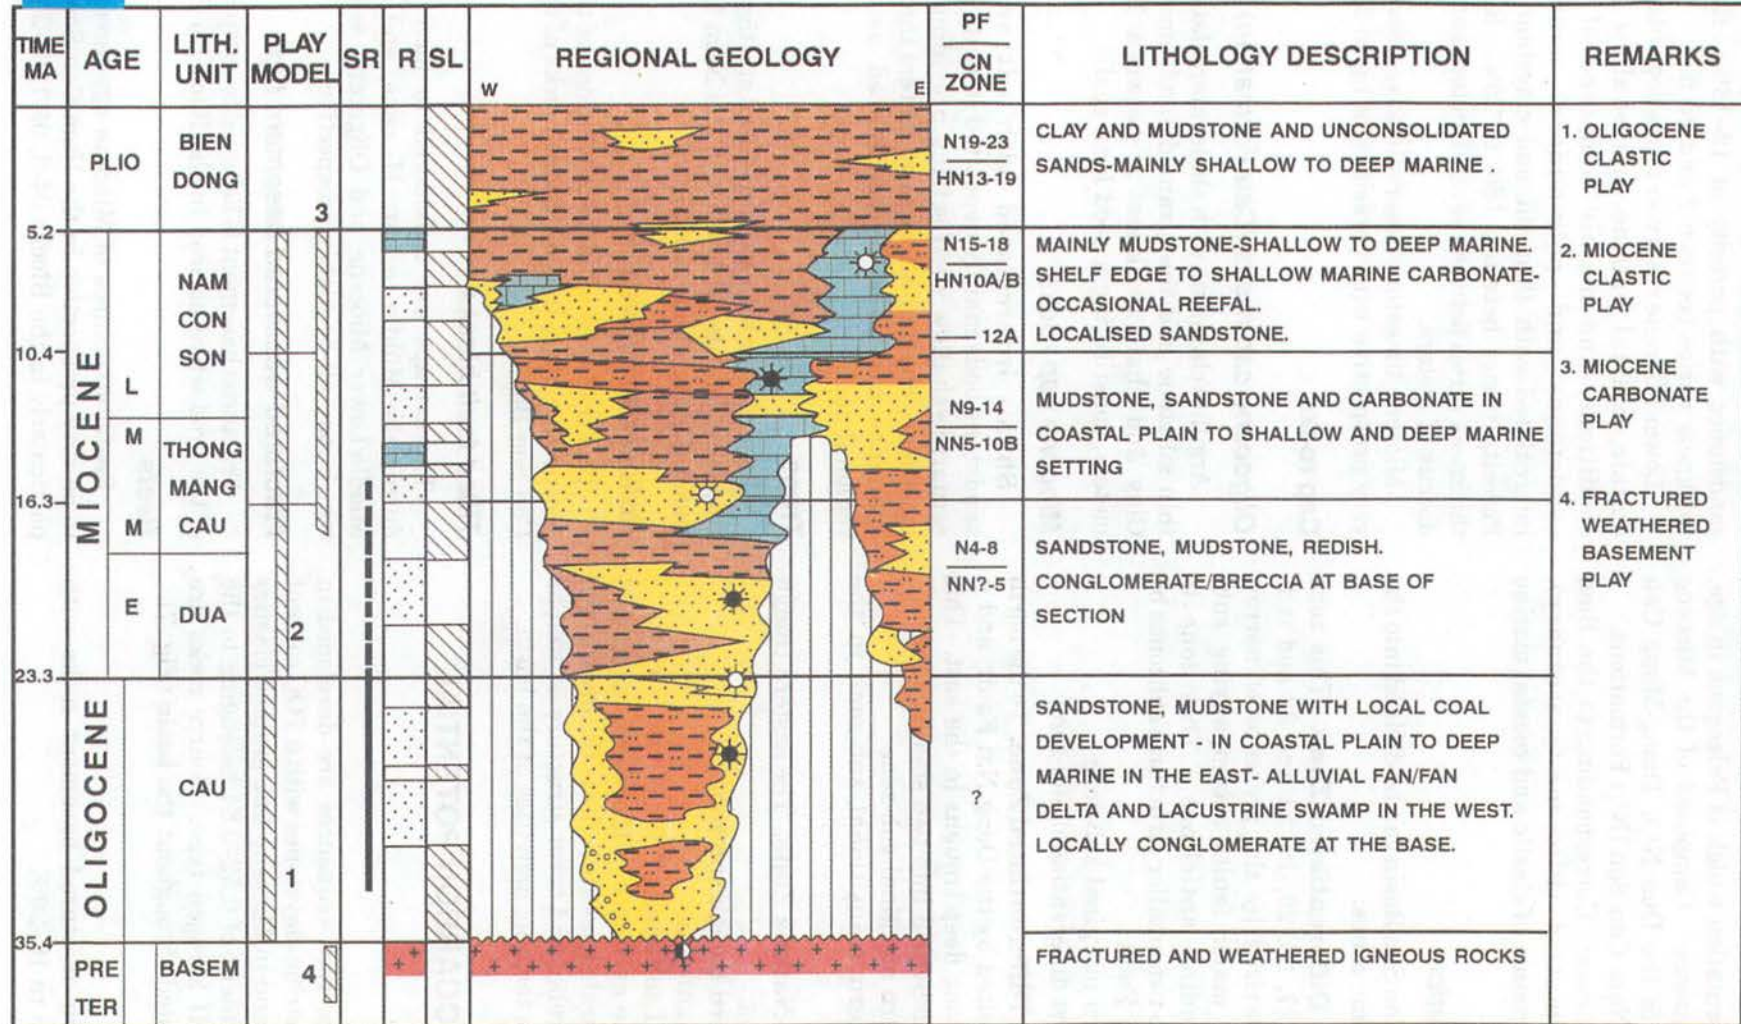 TIME MA
AGE
LITH. UNIT
PLAY MODEL
SR
R
SL
REGIONAL GEOLOGY
W
E
PF
CN
ZONE
LITHOLOGY DESCRIPTION
REMARKS
PLIO
BIEN
DONG
3
N19-23
HN13-19
CLAY AND MUDSTONE AND UNCONSOLIDATED
SANDS-MAINLY SHALLOW TO DEEP MARINE .
1. OLIGOCENE
CLASTIC
PLAY
2. MIOCENE
CLASTIC
PLAY
3. MIOCENE
CARBONATE
PLAY
4. FRACTURED
WEATHERED
BASEMENT
PLAY
5.2
MIOCENE
NAM
CON
SON
N15-18
HN10A/B
12A
MAINLY MUDSTONE-SHALLOW TO DEEP MARINE.
SHELF EDGE TO SHALLOW MARINE CARBONATE-
OCCASIONAL REEFAL.
LOCALISED SANDSTONE.
10.4
L
M
THONG
MANG
CAU
N9-14
NN5-10B
MUDSTONE, SANDSTONE AND CARBONATE IN
COASTAL PLAIN TO SHALLOW AND DEEP MARINE
SETTING
16.3
M
E
DUA
2
N4-8
NN?-5
SANDSTONE, MUDSTONE, REDISH.
CONGLOMERATE/BRECCIA AT BASE OF
SECTION
23.3
OLIGOCENE
CAU
1
?
SANDSTONE, MUDSTONE WITH LOCAL COAL
DEVELOPMENT - IN COASTAL PLAIN TO DEEP
MARINE IN THE EAST- ALLUVIAL FAN/FAN
DELTA AND LACUSTRINE SWAMP IN THE WEST.
LOCALLY CONGLOMERATE AT THE BASE.
35.4
PRE
TER
BASEM
4
FRACTURED AND WEATHERED IGNEOUS ROCKS